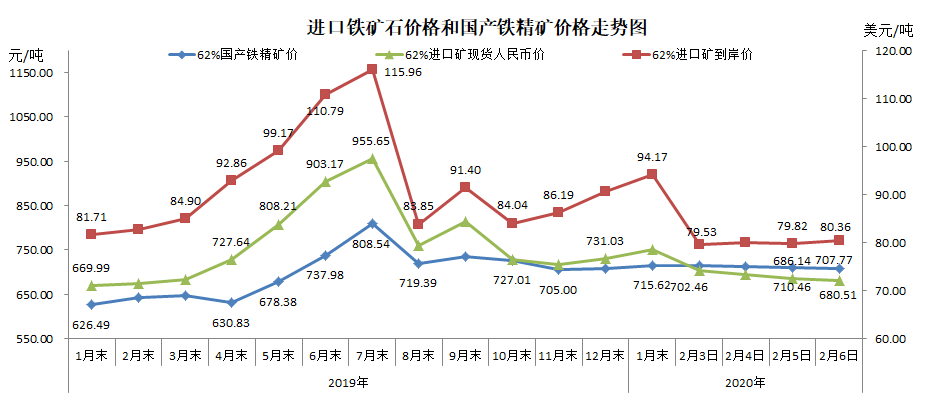 进口铁矿石价格和国产铁精矿价格走势图
元/吨
美元/吨
62%国产铁精矿价 62%进口矿现货人民币价 62%进口矿到岸价
1150.00
1050.00
950.00
850.00
750.00
650.00
550.00
120.00
110.00
100.00
90.00
80.00
70.00
60.00
81.71 84.90 92.86 99.17 110.79 115.96 85.85 91.40 84.04 86.19 94.17 79.53 79.82 80.36
669.99 727.64 808.21 903.17 955.65 731.03 702.46 686.14 680.51
626.49 630.83 678.38 737.98 808.54 719.39 727.01 705.00 715.62 710.46 707.77
1月末 2月末 3月末 4月末 5月末 6月末 7月末 8月末 9月末 10月末 11月末 12月末 1月末 2月3日 2月4日 2月5日 2月6日
2019年 2020年